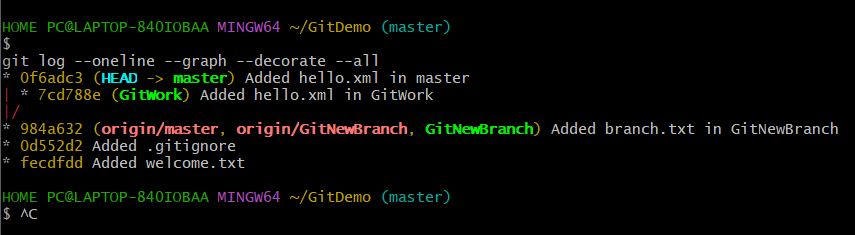 HOME PC@LAPTOP-840IOBAA MINGW64 ~/GitDemo (master)
$
git log --oneline --graph --decorate --all
* 0f6adc3 (HEAD -> master) Added hello.xml in master
| * 7cd788e (GitWork) Added hello.xml in GitWork
|/
* 984a632 (origin/master, origin/GitNewBranch, GitNewBranch) Added branch.txt in GitNewBranch
* 0d552d2 Added .gitignore
* fecdfdd Added welcome.txt
HOME PC@LAPTOP-840IOBAA MINGW64 ~/GitDemo (master)
$ ^C